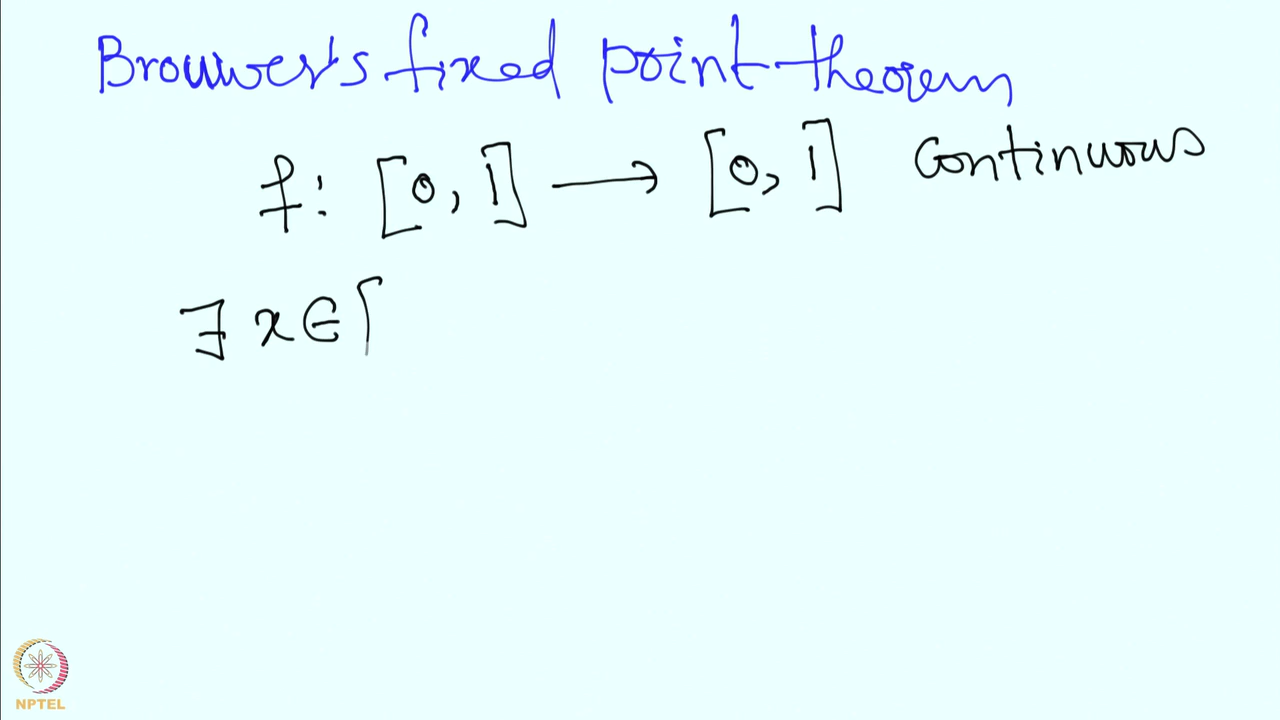 Brouwer's fixed point theorem
f: [0, 1] ⟶ [0, 1] continuous
∃ x ∈ [
NPTEL